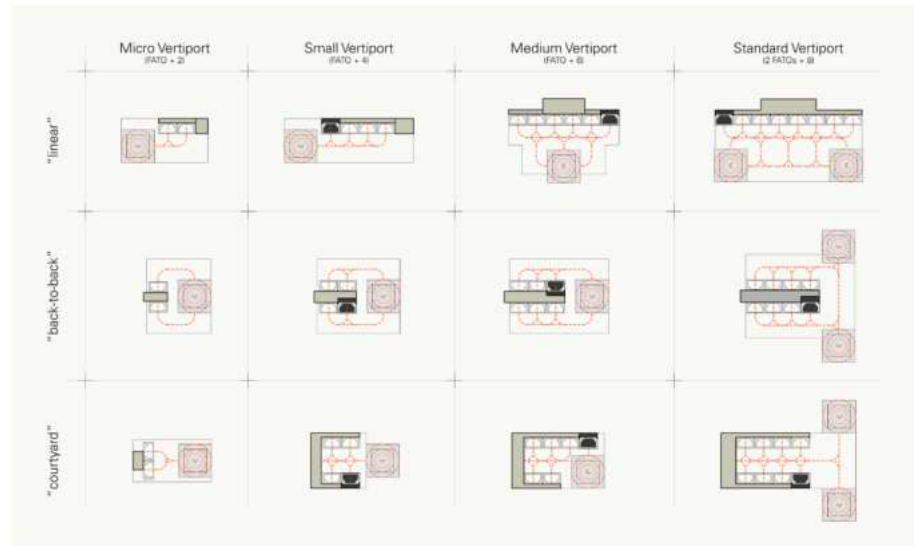 Micro Vertiport
(FATO + 2)
Small Vertiport
(FATO + 4)
Medium Vertiport
(FATO + 6)
Standard Vertiport
(2 FATOs + 8)
"linear"
"back-to-back"
"courtyard"